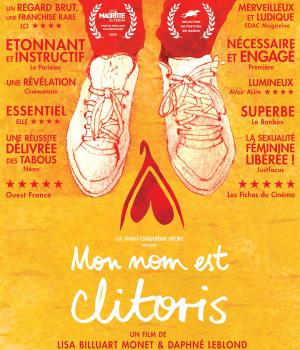 UN REGARD BRUT,
UNE FRANCHISE RARE
LCI ★★★★
ETONNANT
ET INSTRUCTIF
Le Parisien
UNE RÉVÉLATION
Cinéwoman
ESSENTIEL
ELLE ★★★★
UNE RÉUSSITE
DÉLIVRÉE
DES TABOUS
Néon
★★★★★
Ouest France
MERVEILLEUX
ET LUDIQUE
SDAC Magazine
NÉCESSAIRE
ET ENGAGÉ
Première
LUMINEUX
AVoir ALire ★★★★
SUPERBE
Le Bonbon
LA SEXUALITÉ
FÉMININE
LIBÉRÉE !
Justfocus
★★★★★
Les Fiches du Cinéma
LA VINGT-CINQUIÈME HEURE
Mon nom est
clitoris
UN FILM DE
LISA BILLUART MONET & DAPHNÉ LEBLOND